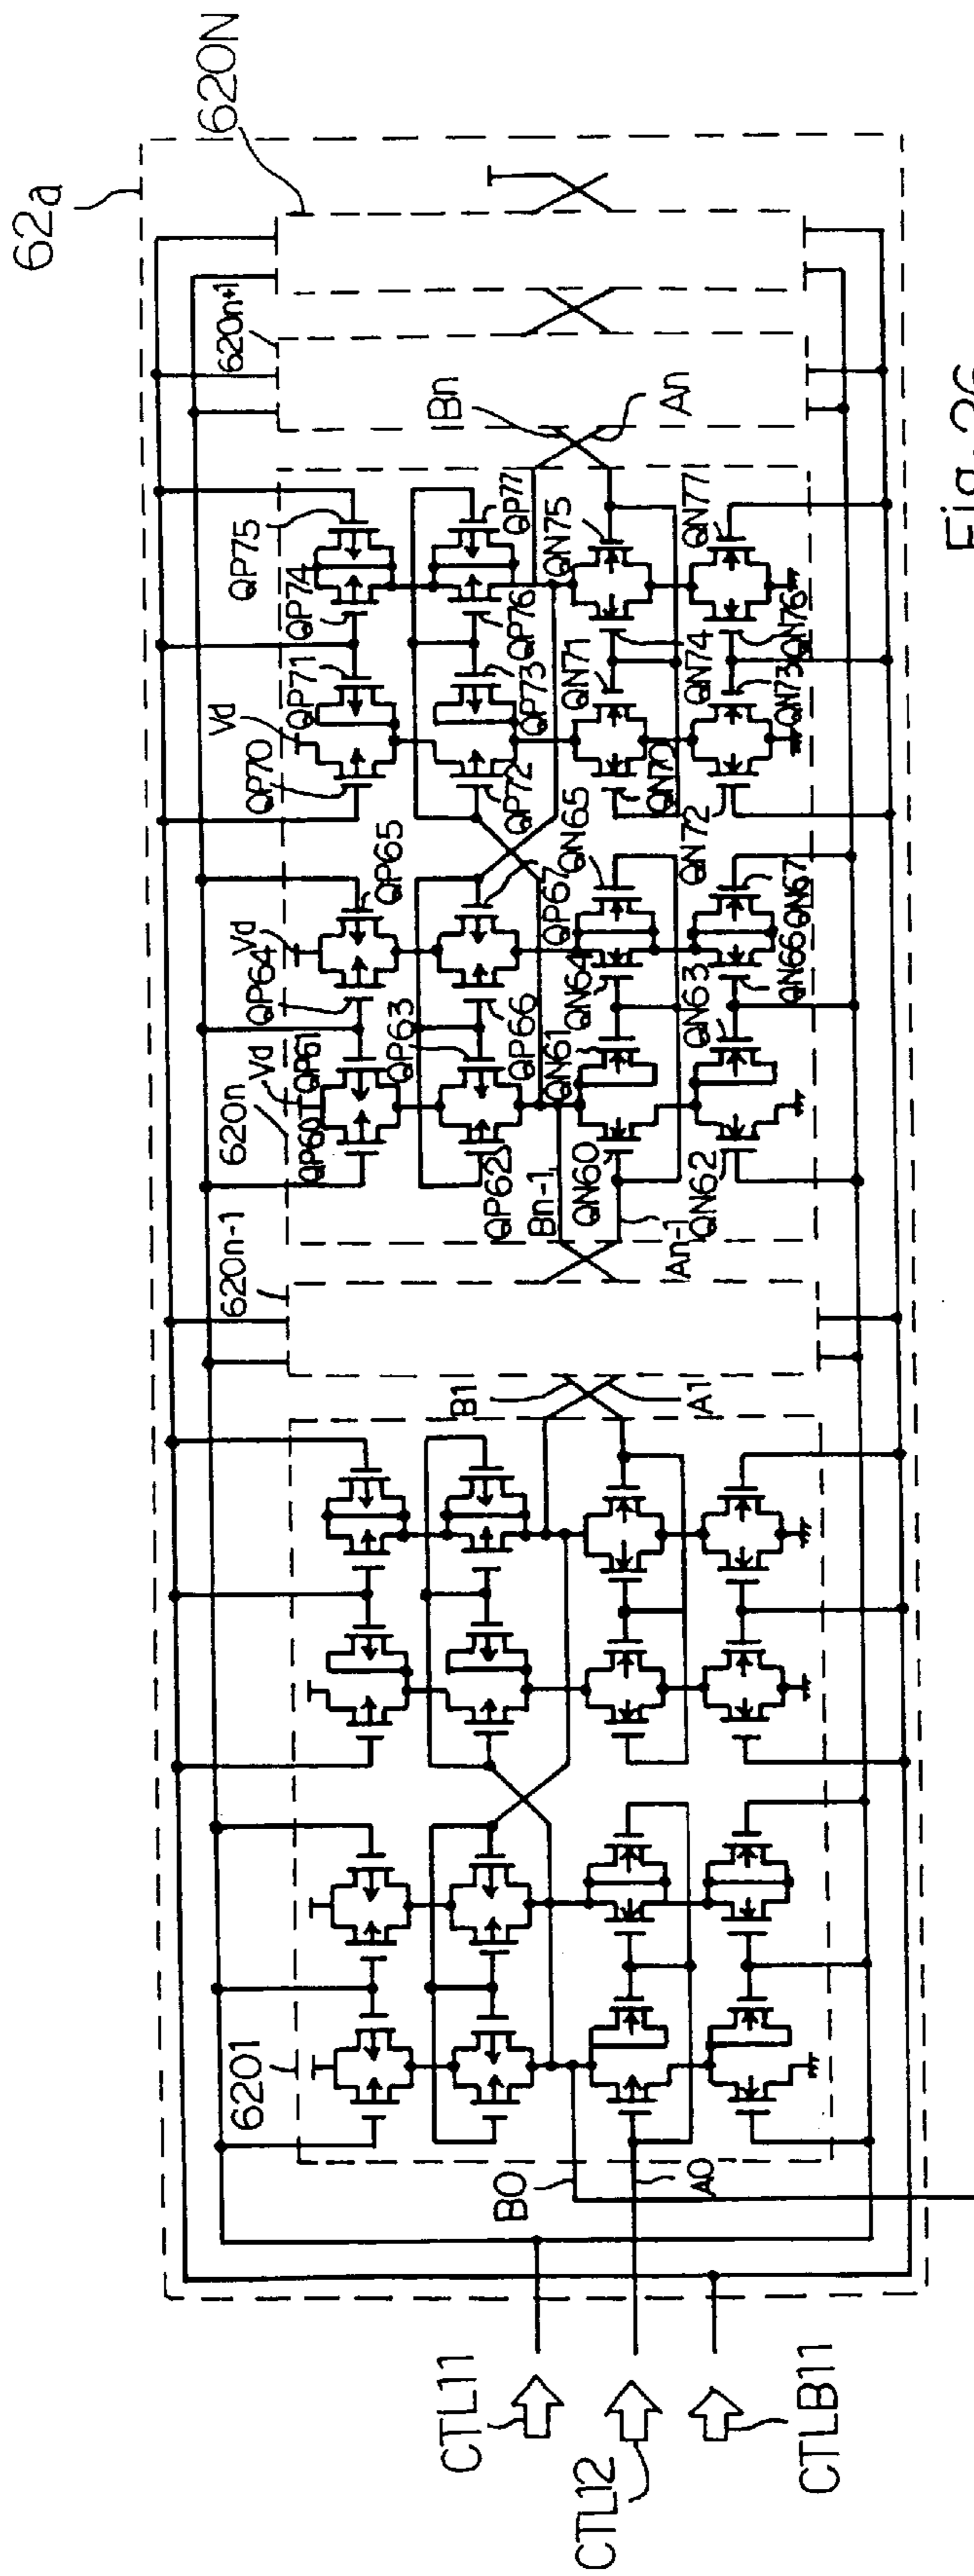 62a
620N
620n+1
Bn
An
QP75
QP74
QP71
Vd
QP70
QP77
QP76
QP73
QP72
QN75
QN71
QN74
QN70
QN77
QN76
QN73
QN72
QP65
Vd
QP64
QP61
Vd
QP60
620n
QP63
QP67
QP66
QP62
QN65
QN64
QN61
QN60
QN67
QN66
QN63
QN62
Bn-1
An-1
620n-1
B1
A1
6201
B0
A0
CTL11
CTL12
CTLB11